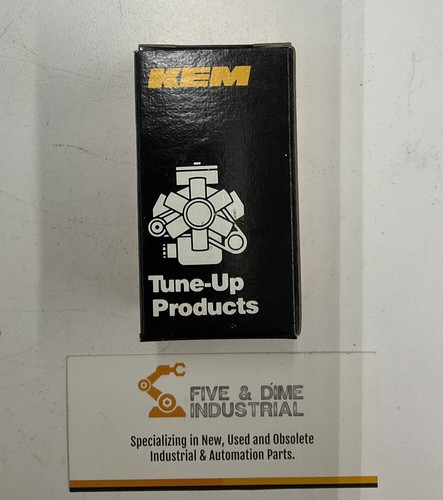 KEM
Tune-Up
Products
FIVE & DIME
INDUSTRIAL
Specializing in New, Used and Obsolete
Industrial & Automation Parts.